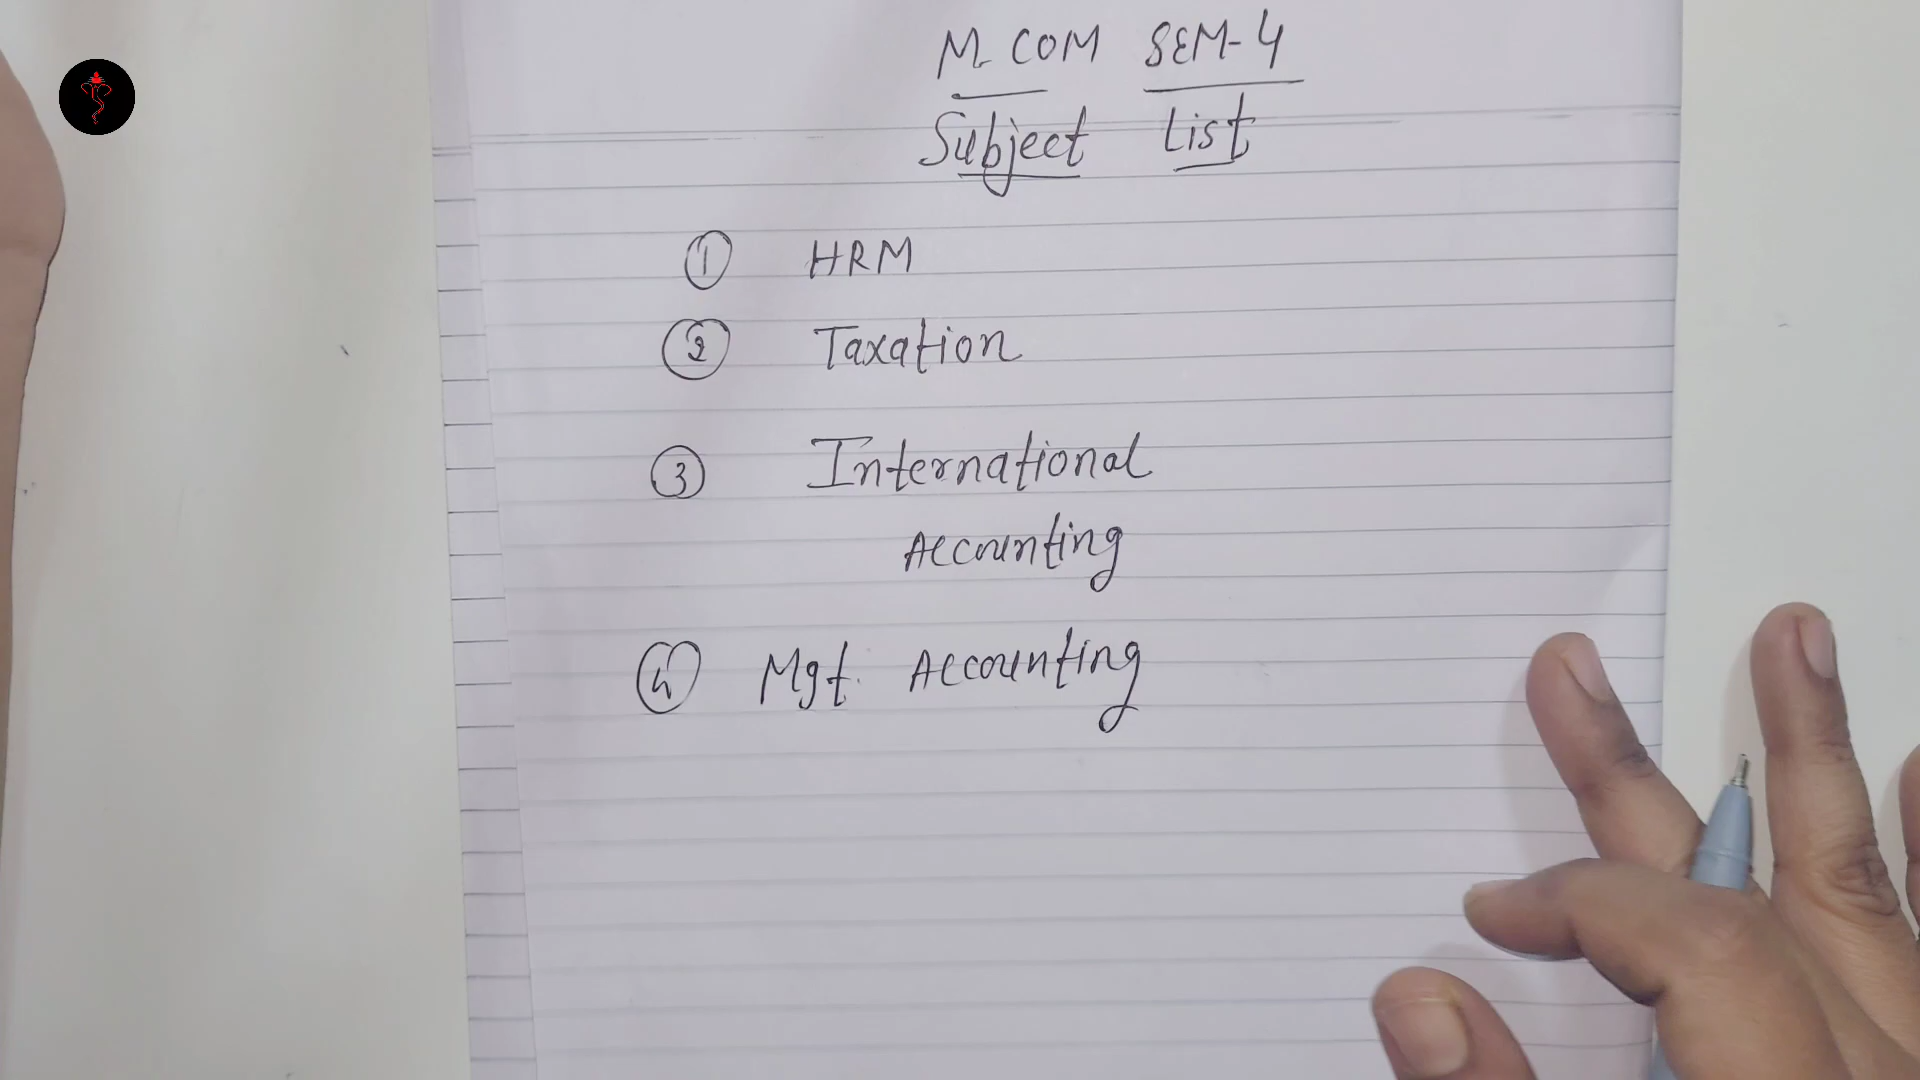 M. COM SEM-4
Subject List
① HRM
② Taxation
③ International
Accounting
④ Mgt. Accounting